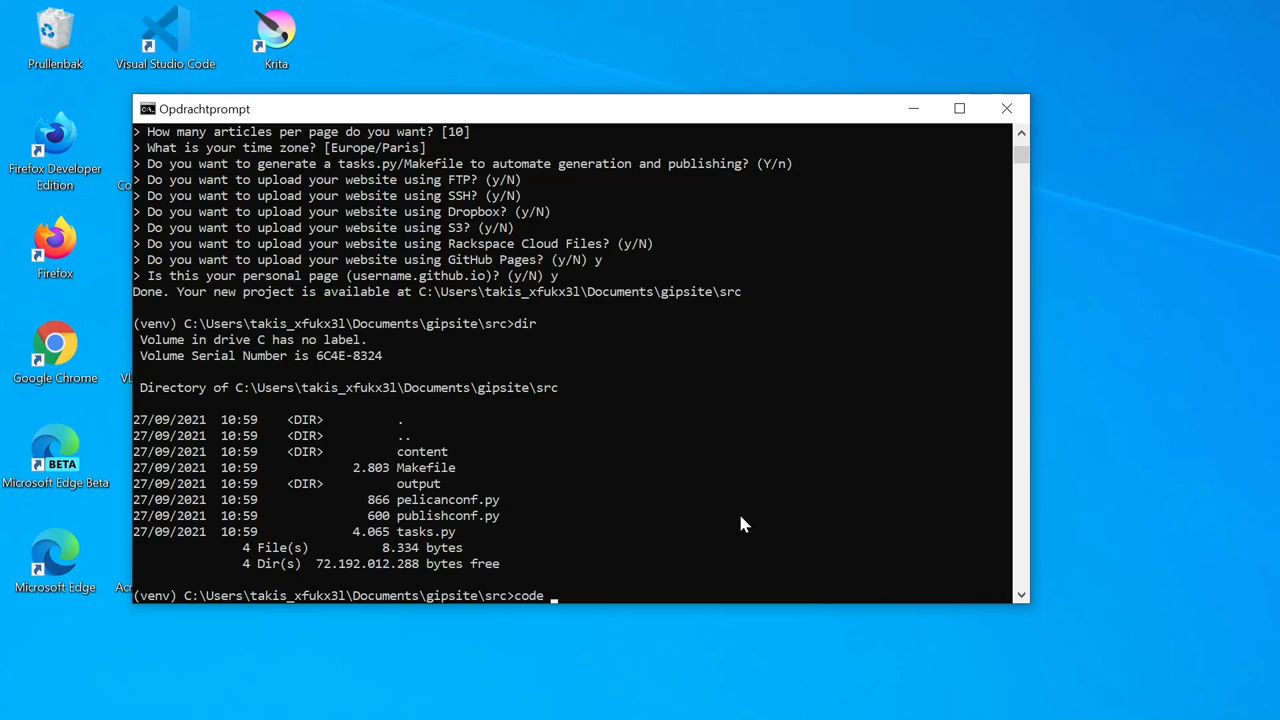 Prullenbak
Visual Studio Code
Krita
Firefox Developer
Edition
Co
Firefox
Google Chrome
VL
BETA
Microsoft Edge Beta
Microsoft Edge
Acr
Opdrachtprompt
> How many articles per page do you want? [10]
> What is your time zone? [Europe/Paris]
> Do you want to generate a tasks.py/Makefile to automate generation and publishing? (Y/n)
> Do you want to upload your website using FTP? (y/N)
> Do you want to upload your website using SSH? (y/N)
> Do you want to upload your website using Dropbox? (y/N)
> Do you want to upload your website using S3? (y/N)
> Do you want to upload your website using Rackspace Cloud Files? (y/N)
> Do you want to upload your website using GitHub Pages? (y/N) y
> Is this your personal page (username.github.io)? (y/N) y
Done. Your new project is available at C:\Users\takis_xfukx3l\Documents\gipsite\src
(venv) C:\Users\takis_xfukx3l\Documents\gipsite\src>dir
Volume in drive C has no label.
Volume Serial Number is 6C4E-8324
Directory of C:\Users\takis_xfukx3l\Documents\gipsite\src
27/09/2021 10:59 <DIR> .
27/09/2021 10:59 <DIR> ..
27/09/2021 10:59 <DIR> content
27/09/2021 10:59 2.803 Makefile
27/09/2021 10:59 <DIR> output
27/09/2021 10:59 866 pelicanconf.py
27/09/2021 10:59 600 publishconf.py
27/09/2021 10:59 4.065 tasks.py
4 File(s) 8.334 bytes
4 Dir(s) 72.192.012.288 bytes free
(venv) C:\Users\takis_xfukx3l\Documents\gipsite\src>code